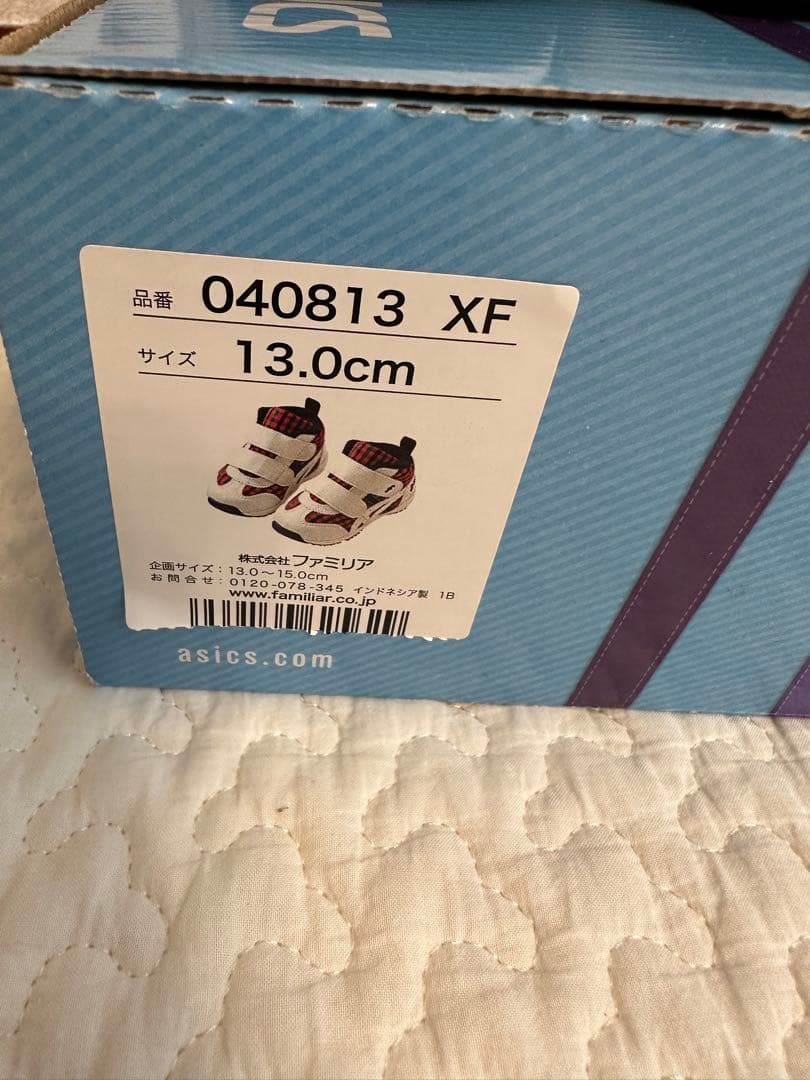 ICS
品番 040813 XF
サイズ 13.0cm
株式会社ファミリア
企画サイズ：13.0～15.0cm
お問合せ：0120-078-345 インドネシア製 1B
www.familiar.co.jp
asics.com